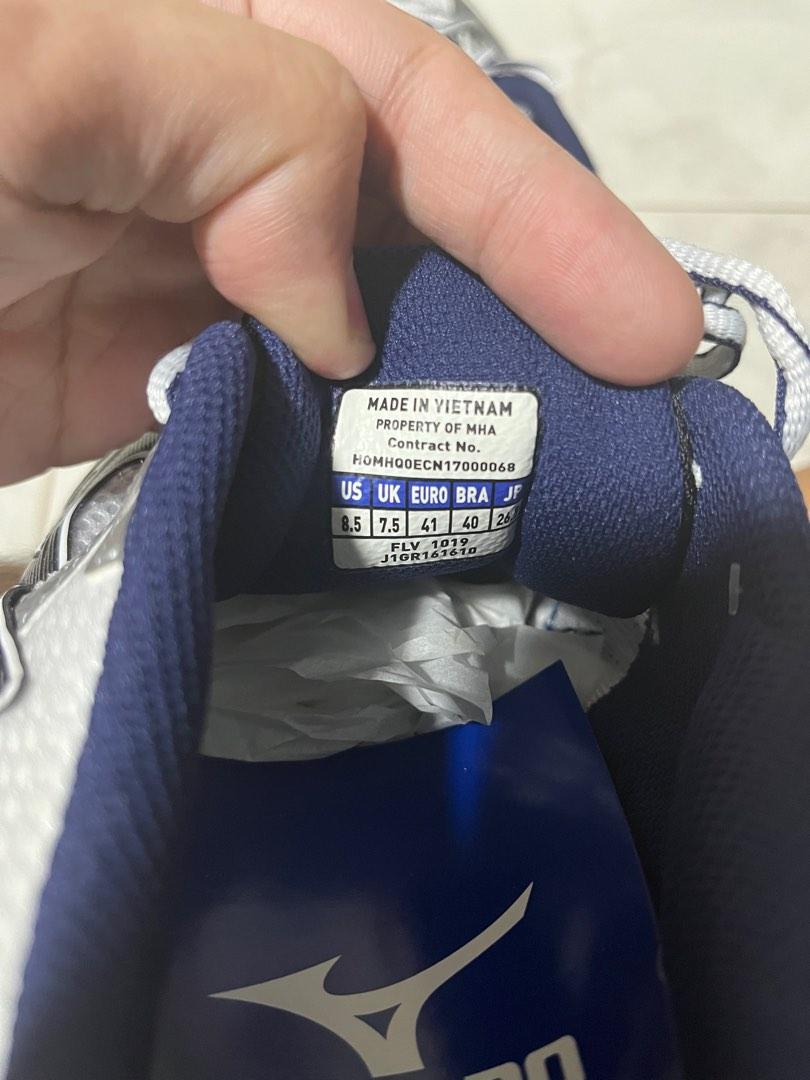 MADE IN VIETNAM
PROPERTY OF MHA
Contract No.
HOMHQ0ECN17000068
US UK EURO BRA
8.5 7.5 41 40
FLV 1019
J1GR161610